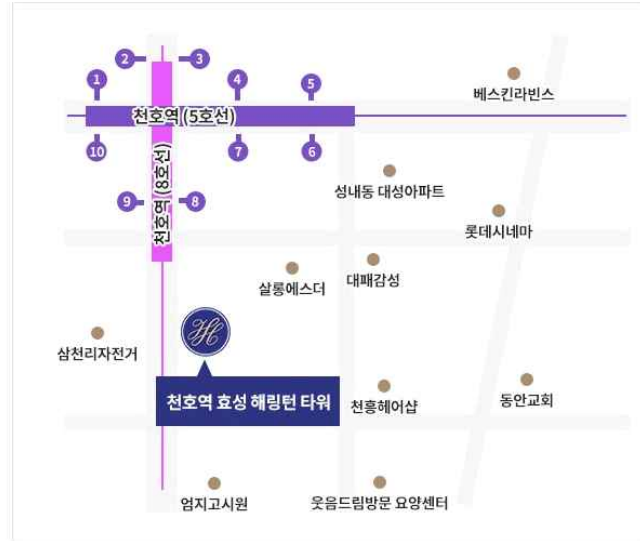 2
3
1
4
5
베스킨라빈스
천호역 (5호선)
10
7
6
천호역 (8호선)
성내동 대성아파트
9
8
롯데시네마
살롱에스더
대패감성
삼천리자전거
천호역 효성 해링턴 타워
천홍헤어샵
동안교회
엄지고시원
웃음드림방문 요양센터